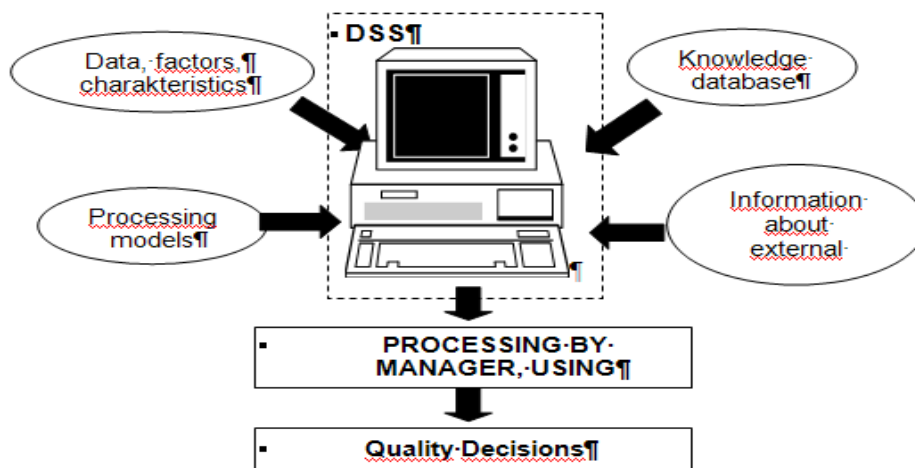 ▪ DSS¶
Data,·factors,¶
charakteristics¶
Knowledge·
database¶
Processing
models¶
Information·
about·
external·
¶
▪ PROCESSING·BY·
MANAGER,·USING¶
▪ Quality·Decisions¶